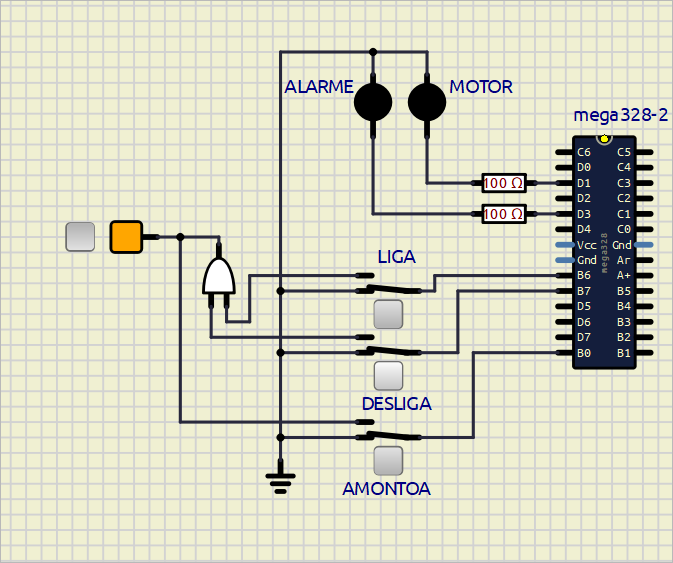 ALARME MOTOR
mega328-2
C6 C5
D0 C4
100 Ω D1 C3
D2 C2
100 Ω D3 C1
D4 C0
Vcc Gnd
Gnd Ar
mega328
LIGA
B6 A+
B7 B5
D5 B4
D6 B3
D7 B2
B0 B1
DESLIGA
AMONTOA